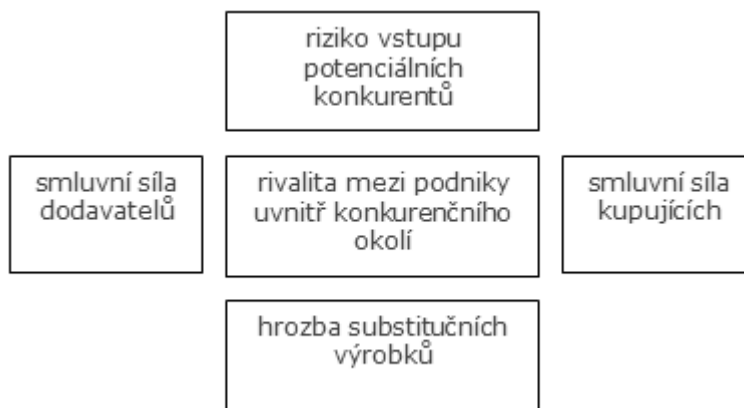 riziko vstupu
potenciálních
konkurentů
smluvní síla
dodavatelů
rivalita mezi podniky
uvnitř konkurenčního
okolí
smluvní síla
kupujících
hrozba substitučních
výrobků